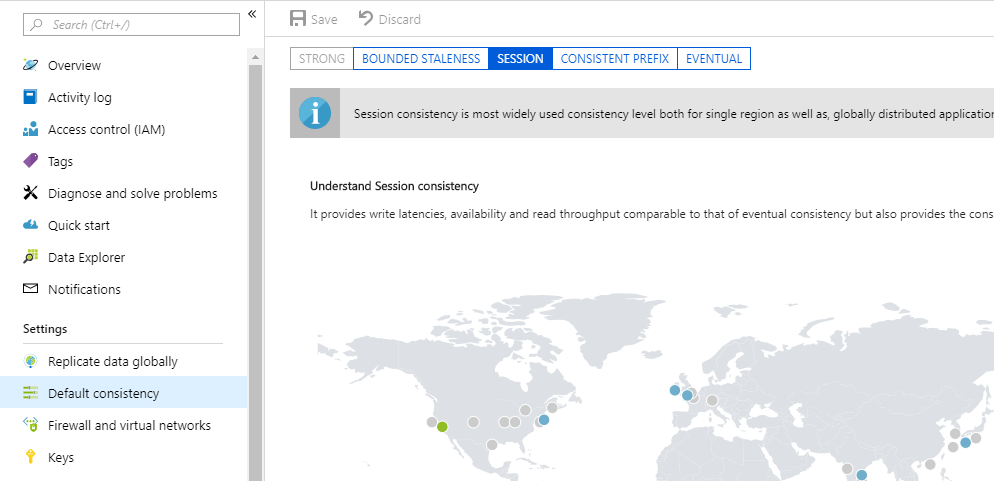 Search (Ctrl+/)
«
Save
Discard
Overview
Activity log
Access control (IAM)
Tags
Diagnose and solve problems
Quick start
Data Explorer
Notifications
Settings
Replicate data globally
Default consistency
Firewall and virtual networks
Keys
STRONG
BOUNDED STALENESS
SESSION
CONSISTENT PREFIX
EVENTUAL
Session consistency is most widely used consistency level both for single region as well as, globally distributed application
Understand Session consistency
It provides write latencies, availability and read throughput comparable to that of eventual consistency but also provides the cons